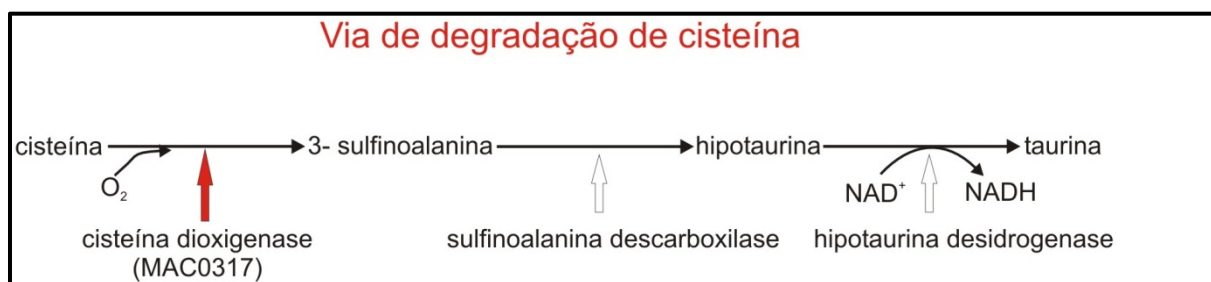 Via de degradação de cisteína
cisteína 3- sulfinoalanina hipotaurina taurina
O₂ NAD⁺ NADH
cisteína dioxigenase sulfinoalanina descarboxilase hipotaurina desidrogenase
(MAC0317)